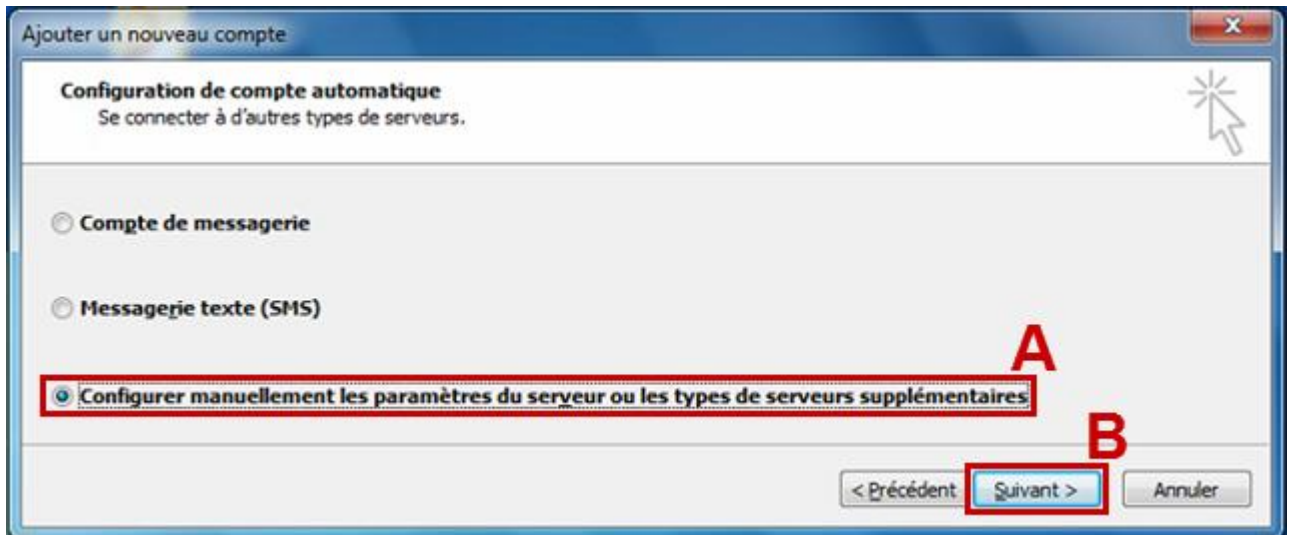 Ajouter un nouveau compte
Configuration de compte automatique
Se connecter à d'autres types de serveurs.
Compte de messagerie
Messagerie texte (SMS)
A
Configurer manuellement les paramètres du serveur ou les types de serveurs supplémentaires
B
< Précédent
Suivant >
Annuler